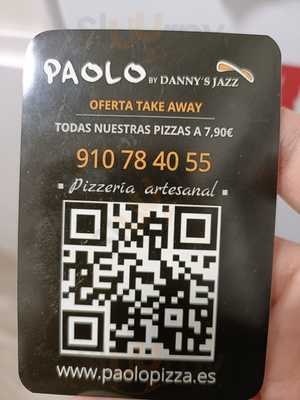 PAOLO BY DANNY'S JAZZ
OFERTA TAKE AWAY
TODAS NUESTRAS PIZZAS A 7,90€
910 78 40 55
Pizzería artesanal
www.paolopizza.es